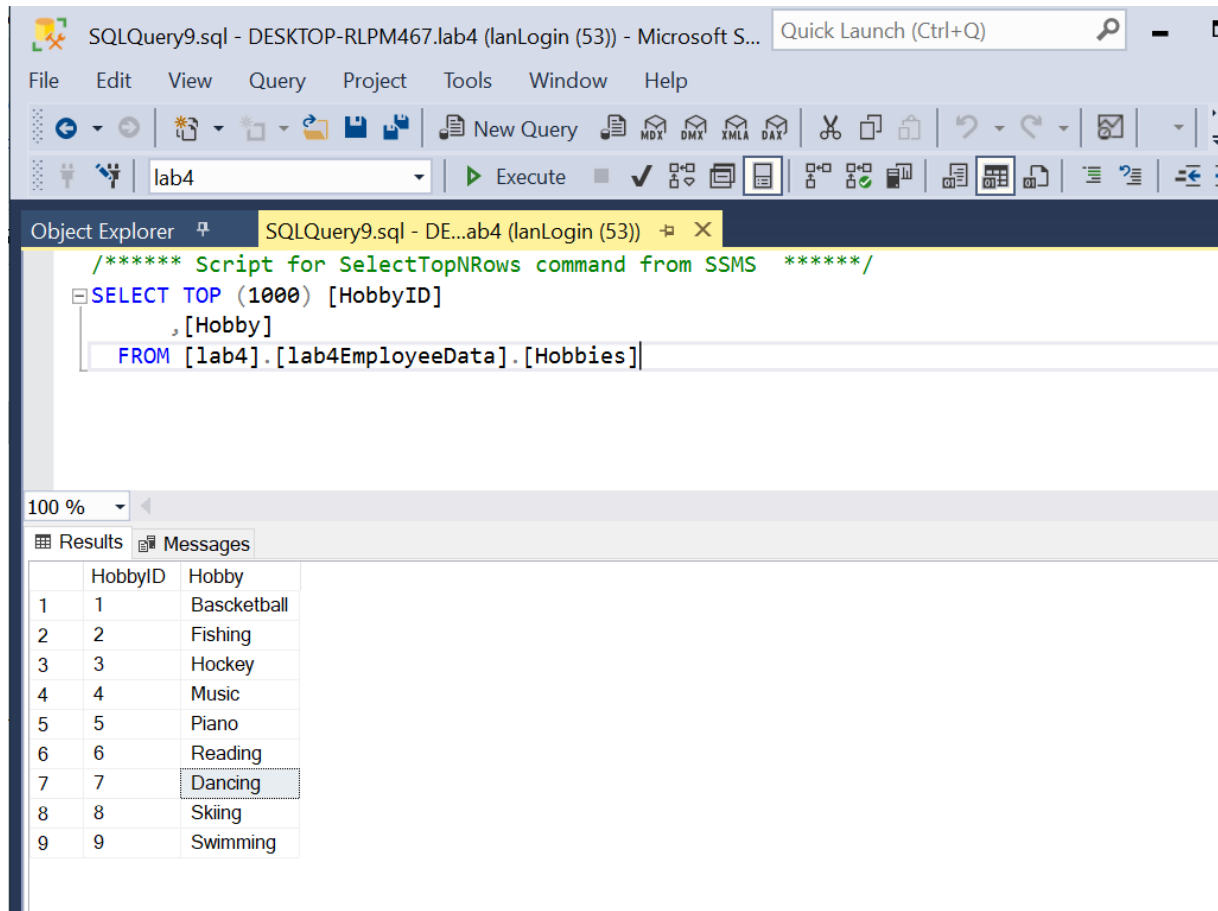 SQLQuery9.sql - DESKTOP-RLPM467.lab4 (lanLogin (53)) - Microsoft S...
Quick Launch (Ctrl+Q)
File Edit View Query Project Tools Window Help
New Query MDX DMX XMLA DAX
lab4 Execute
Object Explorer SQLQuery9.sql - DE...ab4 (lanLogin (53))
/****** Script for SelectTopNRows command from SSMS ******/
SELECT TOP (1000) [HobbyID]
,[Hobby]
FROM [lab4].[lab4EmployeeData].[Hobbies]
100 %
Results Messages
HobbyID Hobby
1 1 Bascketball
2 2 Fishing
3 3 Hockey
4 4 Music
5 5 Piano
6 6 Reading
7 7 Dancing
8 8 Skiing
9 9 Swimming